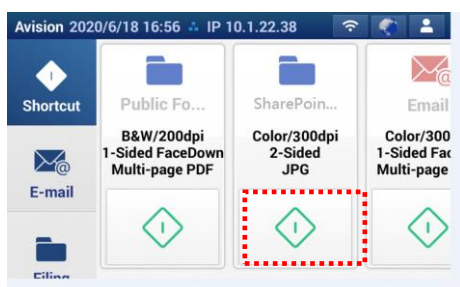 Avision 2020/6/18 16:56 IP 10.1.22.38
Shortcut
E-mail
Filing
Public Fo...
B&W/200dpi
1-Sided FaceDown
Multi-page PDF
SharePoin...
Color/300dpi
2-Sided
JPG
Email
Color/300
1-Sided Fac
Multi-page